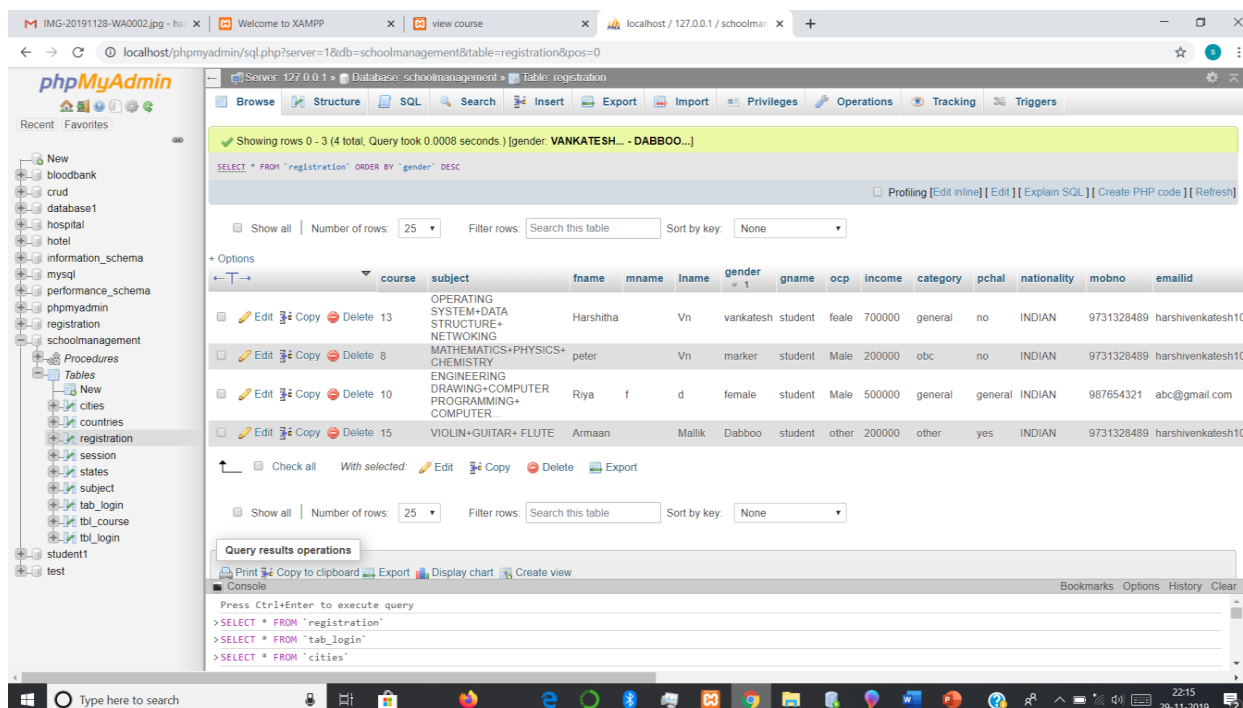 IMG-20191128-WA0002.jpg - ha
Welcome to XAMPP
view course
localhost / 127.0.0.1 / schoolman
localhost/phpmyadmin/sql.php?server=1&db=schoolmanagement&table=registration&pos=0
phpMyAdmin
Recent Favorites
New
bloodbank
crud
database1
hospital
hotel
information_schema
mysql
performance_schema
phpmyadmin
registration
schoolmanagement
Procedures
Tables
New
cities
countries
registration
session
states
subject
tab_login
tbl_course
tbl_login
student1
test
Server: 127.0.0.1 » Database: schoolmanagement » Table: registration
Browse Structure SQL Search Insert Export Import Privileges Operations Tracking Triggers
Showing rows 0 - 3 (4 total, Query took 0.0008 seconds.) [gender: VANKATESH... - DABBOO...]
SELECT * FROM `registration` ORDER BY `gender` DESC
Profiling [Edit inline] [ Edit ] [ Explain SQL ] [ Create PHP code ] [ Refresh]
Show all Number of rows: 25 Filter rows: Search this table Sort by key: None
+ Options
course subject fname mname lname gender 1 gname ocp income category pchal nationality mobno emailid
Edit Copy Delete 13 OPERATING SYSTEM+DATA STRUCTURE+ NETWOKING Harshitha Vn vankatesh student feale 700000 general no INDIAN 9731328489 harshivenkatesh10
Edit Copy Delete 8 MATHEMATICS+PHYSICS+ CHEMISTRY peter Vn marker student Male 200000 obc no INDIAN 9731328489 harshivenkatesh10
Edit Copy Delete 10 ENGINEERING DRAWING+COMPUTER PROGRAMMING+ COMPUTER... Riya f d female student Male 500000 general general INDIAN 987654321 abc@gmail.com
Edit Copy Delete 15 VIOLIN+GUITAR+ FLUTE Armaan Mallik Dabboo student other 200000 other yes INDIAN 9731328489 harshivenkatesh10
Check all With selected: Edit Copy Delete Export
Show all Number of rows: 25 Filter rows: Search this table Sort by key: None
Query results operations
Print Copy to clipboard Export Display chart Create view
Console Bookmarks Options History Clear
Press Ctrl+Enter to execute query
>SELECT * FROM `registration`
>SELECT * FROM `tab_login`
>SELECT * FROM `cities`
Type here to search
22:15
29-11-2019